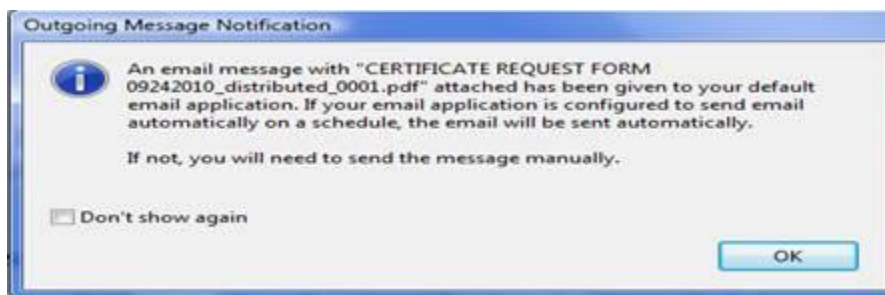 Outgoing Message Notification
An email message with "CERTIFICATE REQUEST FORM
09242010_distributed_0001.pdf" attached has been given to your default
email application. If your email application is configured to send email
automatically on a schedule, the email will be sent automatically.
If not, you will need to send the message manually.
Don't show again
OK